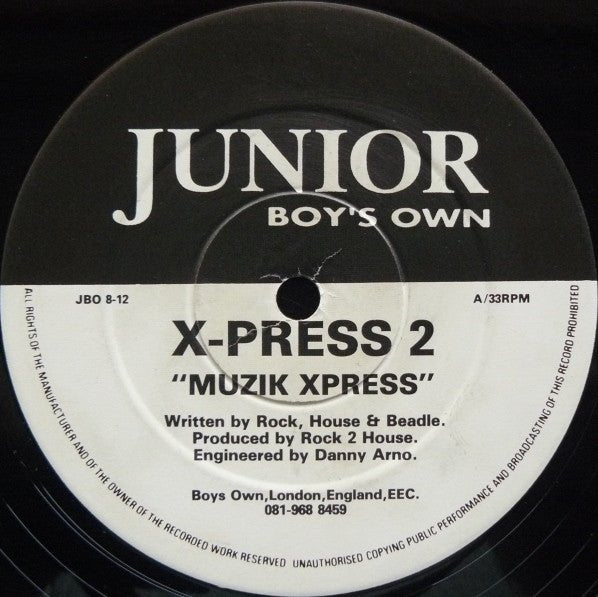 JUNIOR
BOY'S OWN
JBO 8-12
A/33RPM
X-PRESS 2
"MUZIK XPRESS"
Written by Rock, House & Beadle.
Produced by Rock 2 House.
Engineered by Danny Arno.
Boys Own,London,England,EEC.
081-968 8459
ALL RIGHTS OF THE MANUFACTURER AND OF THE OWNER OF THE RECORDED WORK RESERVED UNAUTHORISED COPYING PUBLIC PERFORMANCE AND BROADCASTING OF THIS RECORD PROHIBITED